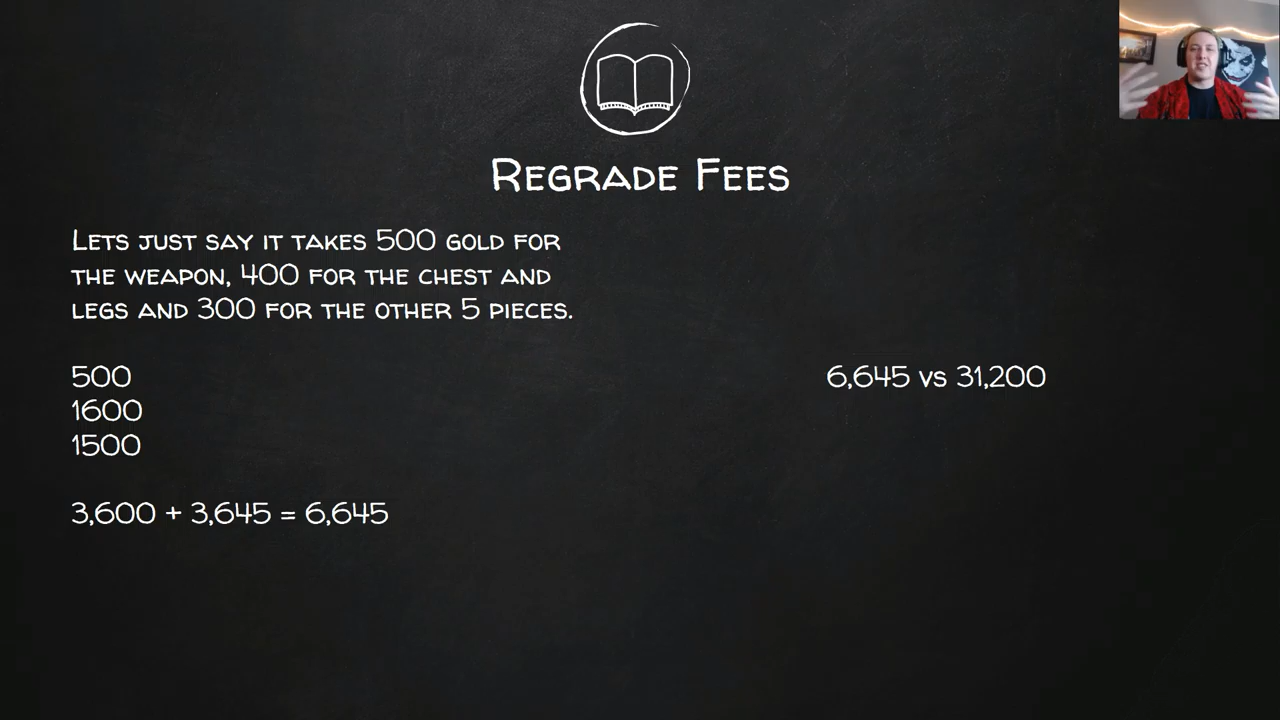 Regrade Fees
Lets just say it takes 500 gold for
the weapon, 400 for the chest and
legs and 300 for the other 5 pieces.
500
1600
1500
3,600 + 3,645 = 6,645
6,645 vs 31,200